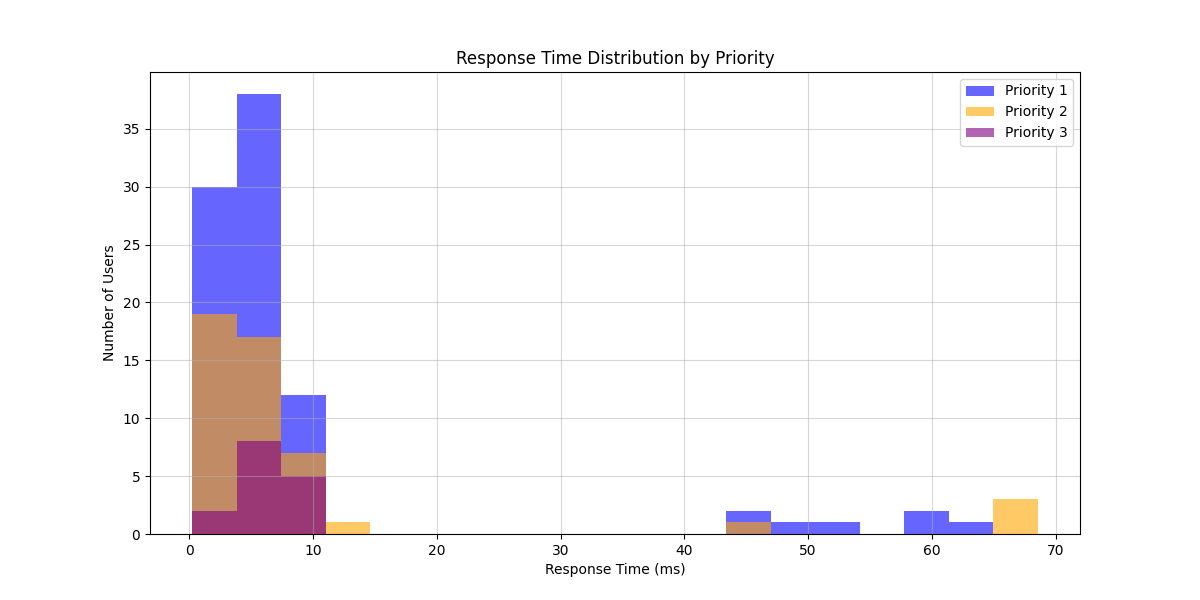 Response Time Distribution by Priority
Priority 1
Priority 2
Priority 3
Number of Users
35
30
25
20
15
10
5
0
0 10 20 30 40 50 60 70
Response Time (ms)